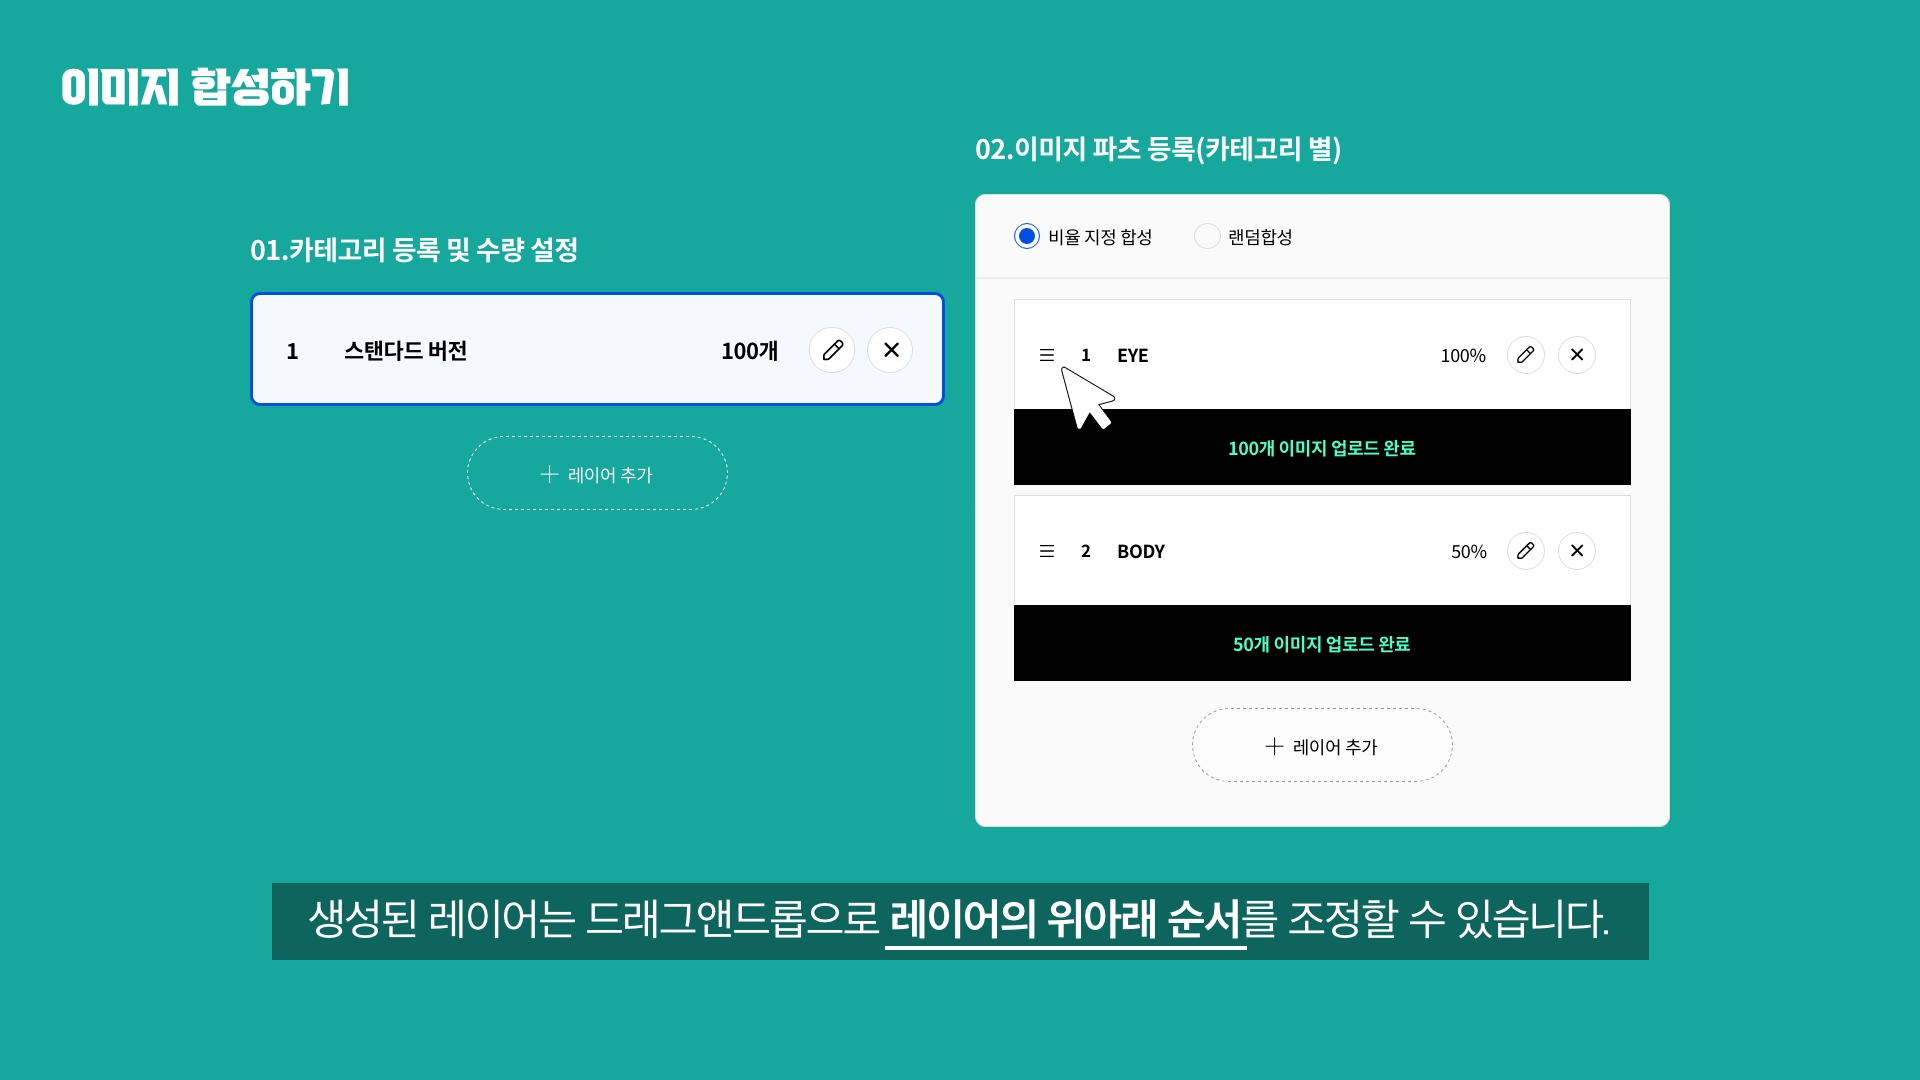 이미지 합성하기
01.카테고리 등록 및 수량 설정
1 스탠다드 버전 100개
레이어 추가
02.이미지 파츠 등록(카테고리 별)
비율 지정 합성 랜덤합성
1 EYE 100%
100개 이미지 업로드 완료
2 BODY 50%
50개 이미지 업로드 완료
레이어 추가
생성된 레이어는 드래그앤드롭으로 레이어의 위아래 순서를 조정할 수 있습니다.